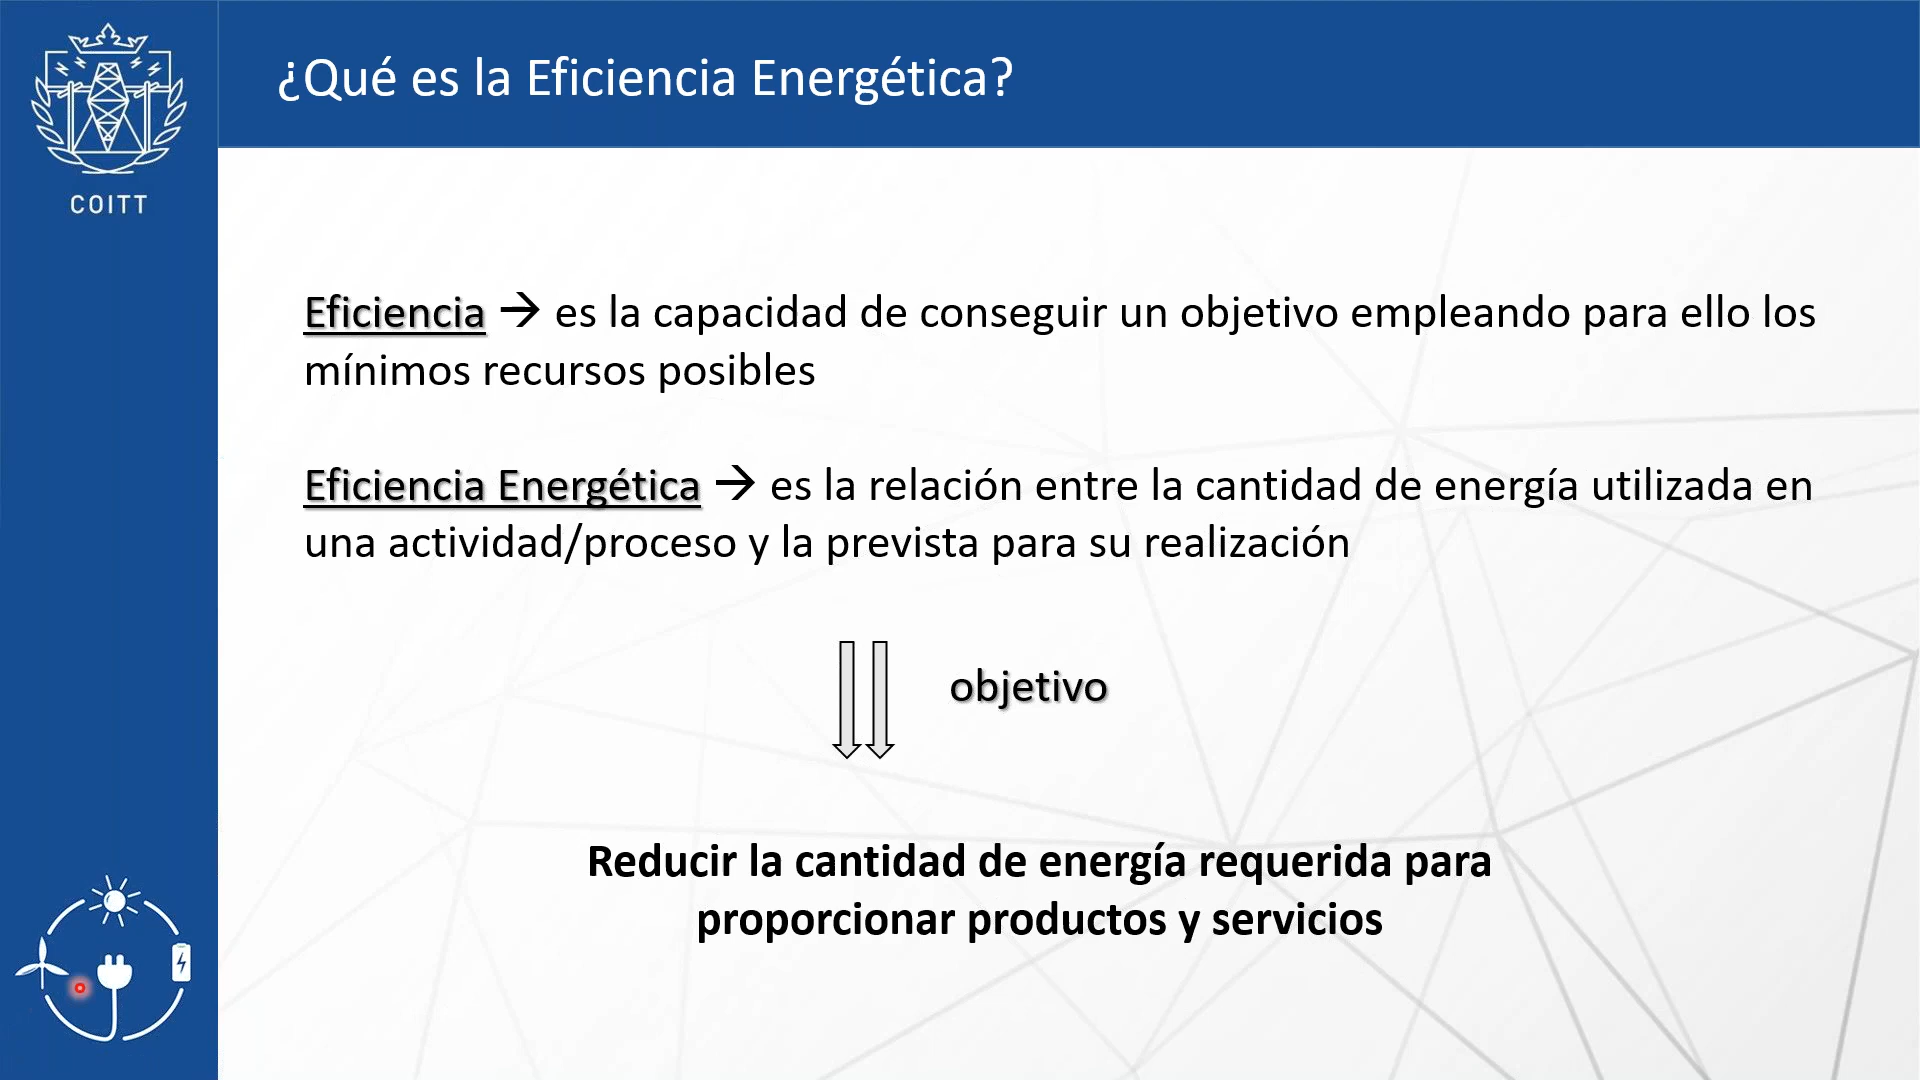 COITT
¿Qué es la Eficiencia Energética?
Eficiencia → es la capacidad de conseguir un objetivo empleando para ello los
mínimos recursos posibles
Eficiencia Energética → es la relación entre la cantidad de energía utilizada en
una actividad/proceso y la prevista para su realización
objetivo
Reducir la cantidad de energía requerida para
proporcionar productos y servicios